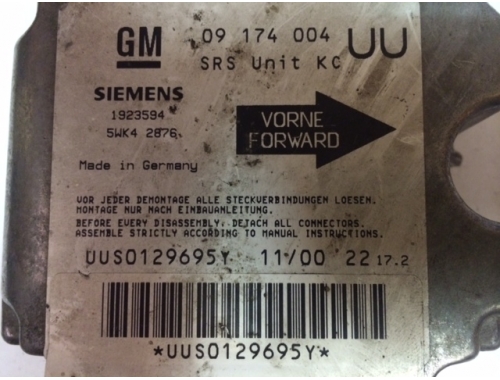 GM 09 174 004 UU
SRS Unit KC
SIEMENS
1923594
5WK4 2876
VORNE
FORWARD
Made in Germany
VOR JEDER DEMONTAGE ALLE STECKVERBINDUNGEN LOESEN.
MONTAGE NUR NACH EINBAUANLEITUNG.
BEFORE EVERY DISASSEMBLY: DETACH ALL CONNECTORS.
ASSEMBLE STRICTLY ACCORDING TO MANUAL INSTRUCTIONS.
UUS0129695Y 11/00 22 17.2
*UUS0129695Y*